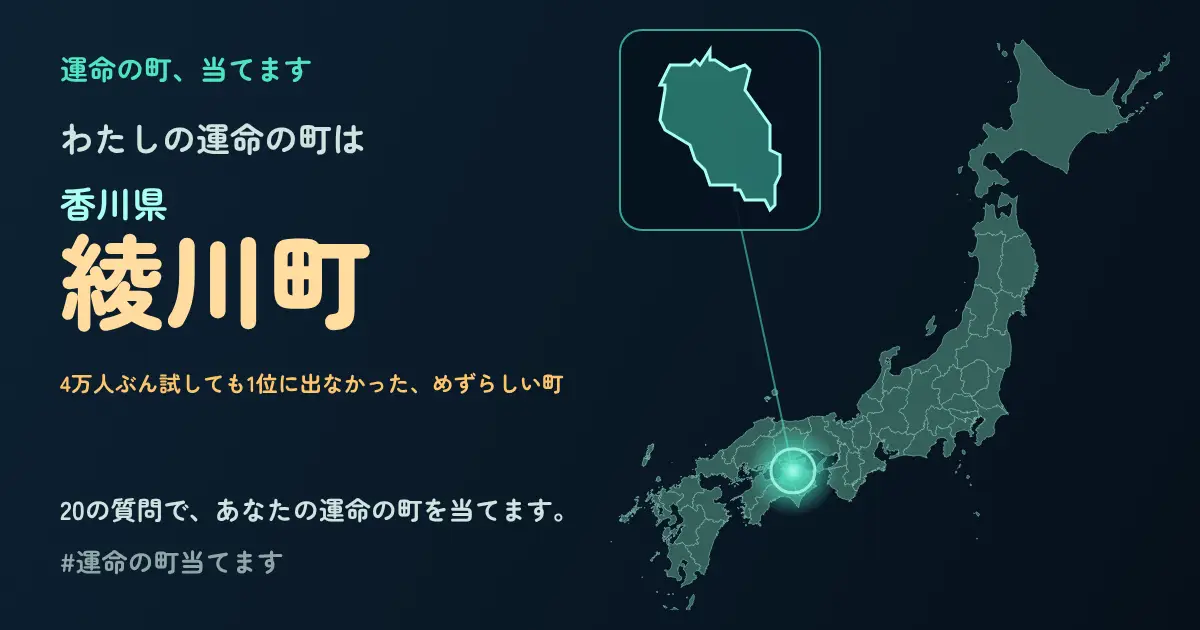 運命の町、当てます
わたしの運命の町は
香川県
綾川町
4万人ぶん試しても1位に出なかった、めずらしい町
20の質問で、あなたの運命の町を当てます。
#運命の町当てます